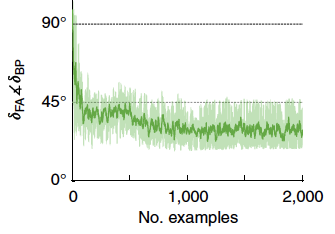 90°
δFA ∡ δBP
45°
0°
0 1,000 2,000
No. examples